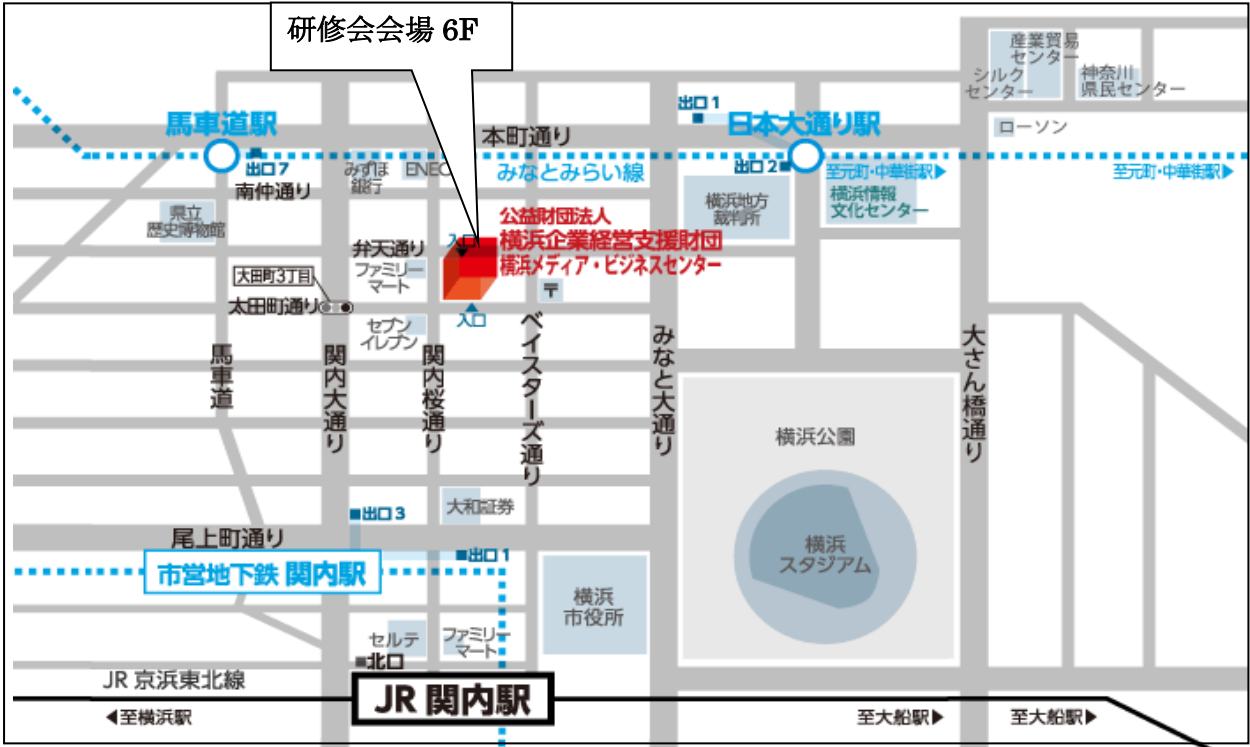 研修会会場 6F
産業貿易
センター
シルク
センター
神奈川
県民センター
ローソン
出口1
馬車道駅
日本大通り駅
本町通り
出口7
みずほ
銀行
ENEO
みなとみらい線
出口2
至元町・中華街駅▶
至元町・中華街駅▶
南仲通り
横浜地方
裁判所
横浜情報
文化センター
県立
歴史博物館
公益財団法人
横浜企業経営支援財団
横浜メディア・ビジネスセンター
入口
弁天通り
ファミリー
マート
大田町3丁目
太田町通り
〒
入口
セブン
イレブン
馬車道
関内大通り
関内桜通り
ベイスターズ通り
みなと大通り
大さん橋通り
横浜公園
横浜
スタジアム
大和証券
出口3
尾上町通り
出口1
市営地下鉄 関内駅
横浜
市役所
セルテ
ファミリー
マート
北口
JR 京浜東北線
JR 関内駅
◀至横浜駅
至大船駅▶
至大船駅▶